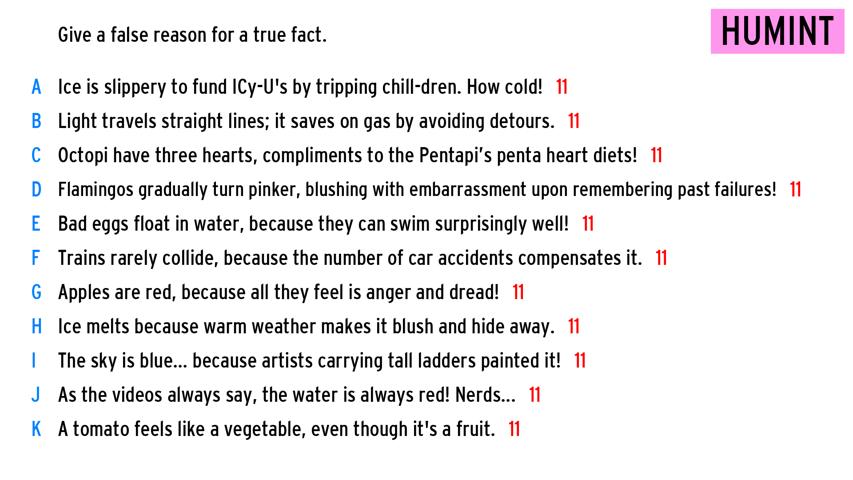 Give a false reason for a true fact.
HUMINT
A Ice is slippery to fund ICy-U's by tripping chill-dren. How cold! 11
B Light travels straight lines; it saves on gas by avoiding detours. 11
C Octopi have three hearts, compliments to the Pentapi's penta heart diets! 11
D Flamingos gradually turn pinker, blushing with embarrassment upon remembering past failures! 11
E Bad eggs float in water, because they can swim surprisingly well! 11
F Trains rarely collide, because the number of car accidents compensates it. 11
G Apples are red, because all they feel is anger and dread! 11
H Ice melts because warm weather makes it blush and hide away. 11
I The sky is blue... because artists carrying tall ladders painted it! 11
J As the videos always say, the water is always red! Nerds... 11
K A tomato feels like a vegetable, even though it's a fruit. 11